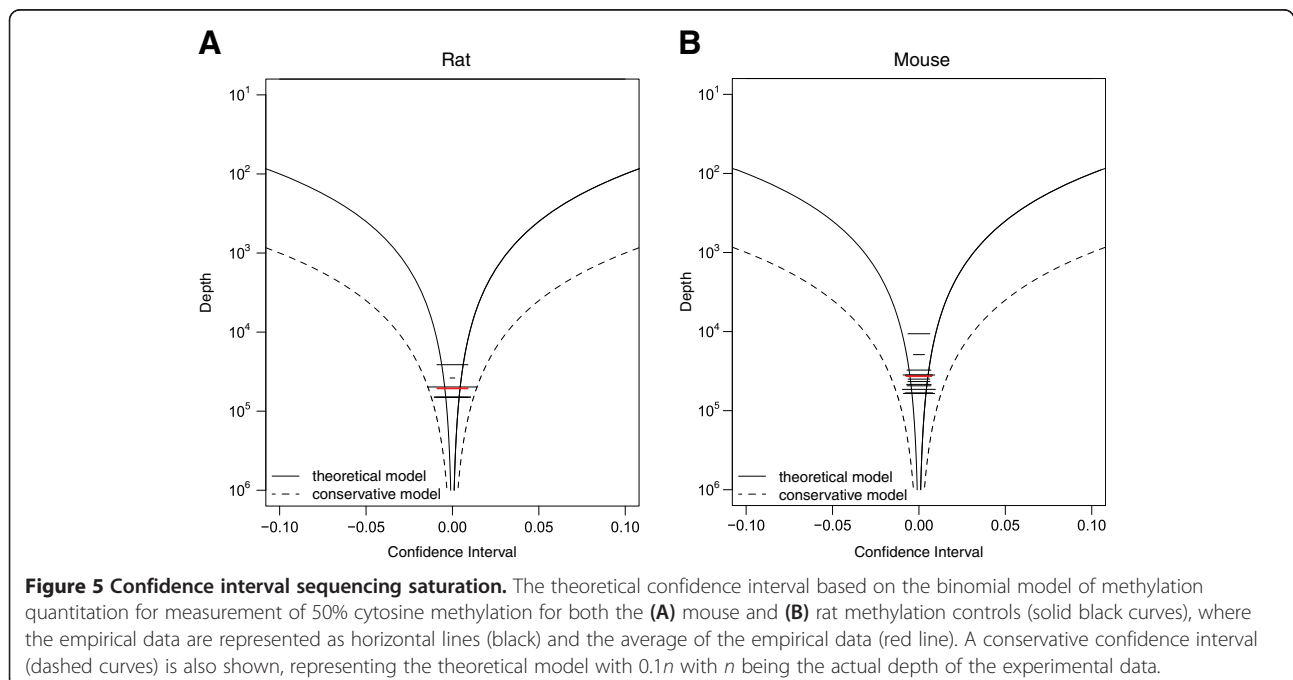 A
Rat
10¹
10²
10³
10⁴
10⁵
10⁶
Depth
theoretical model
conservative model
−0.10 −0.05 0.00 0.05 0.10
Confidence Interval
B
Mouse
10¹
10²
10³
10⁴
10⁵
10⁶
Depth
theoretical model
conservative model
−0.10 −0.05 0.00 0.05 0.10
Confidence Interval
Figure 5 Confidence interval sequencing saturation. The theoretical confidence interval based on the binomial model of methylation
quantitation for measurement of 50% cytosine methylation for both the (A) mouse and (B) rat methylation controls (solid black curves), where
the empirical data are represented as horizontal lines (black) and the average of the empirical data (red line). A conservative confidence interval
(dashed curves) is also shown, representing the theoretical model with 0.1n with n being the actual depth of the experimental data.